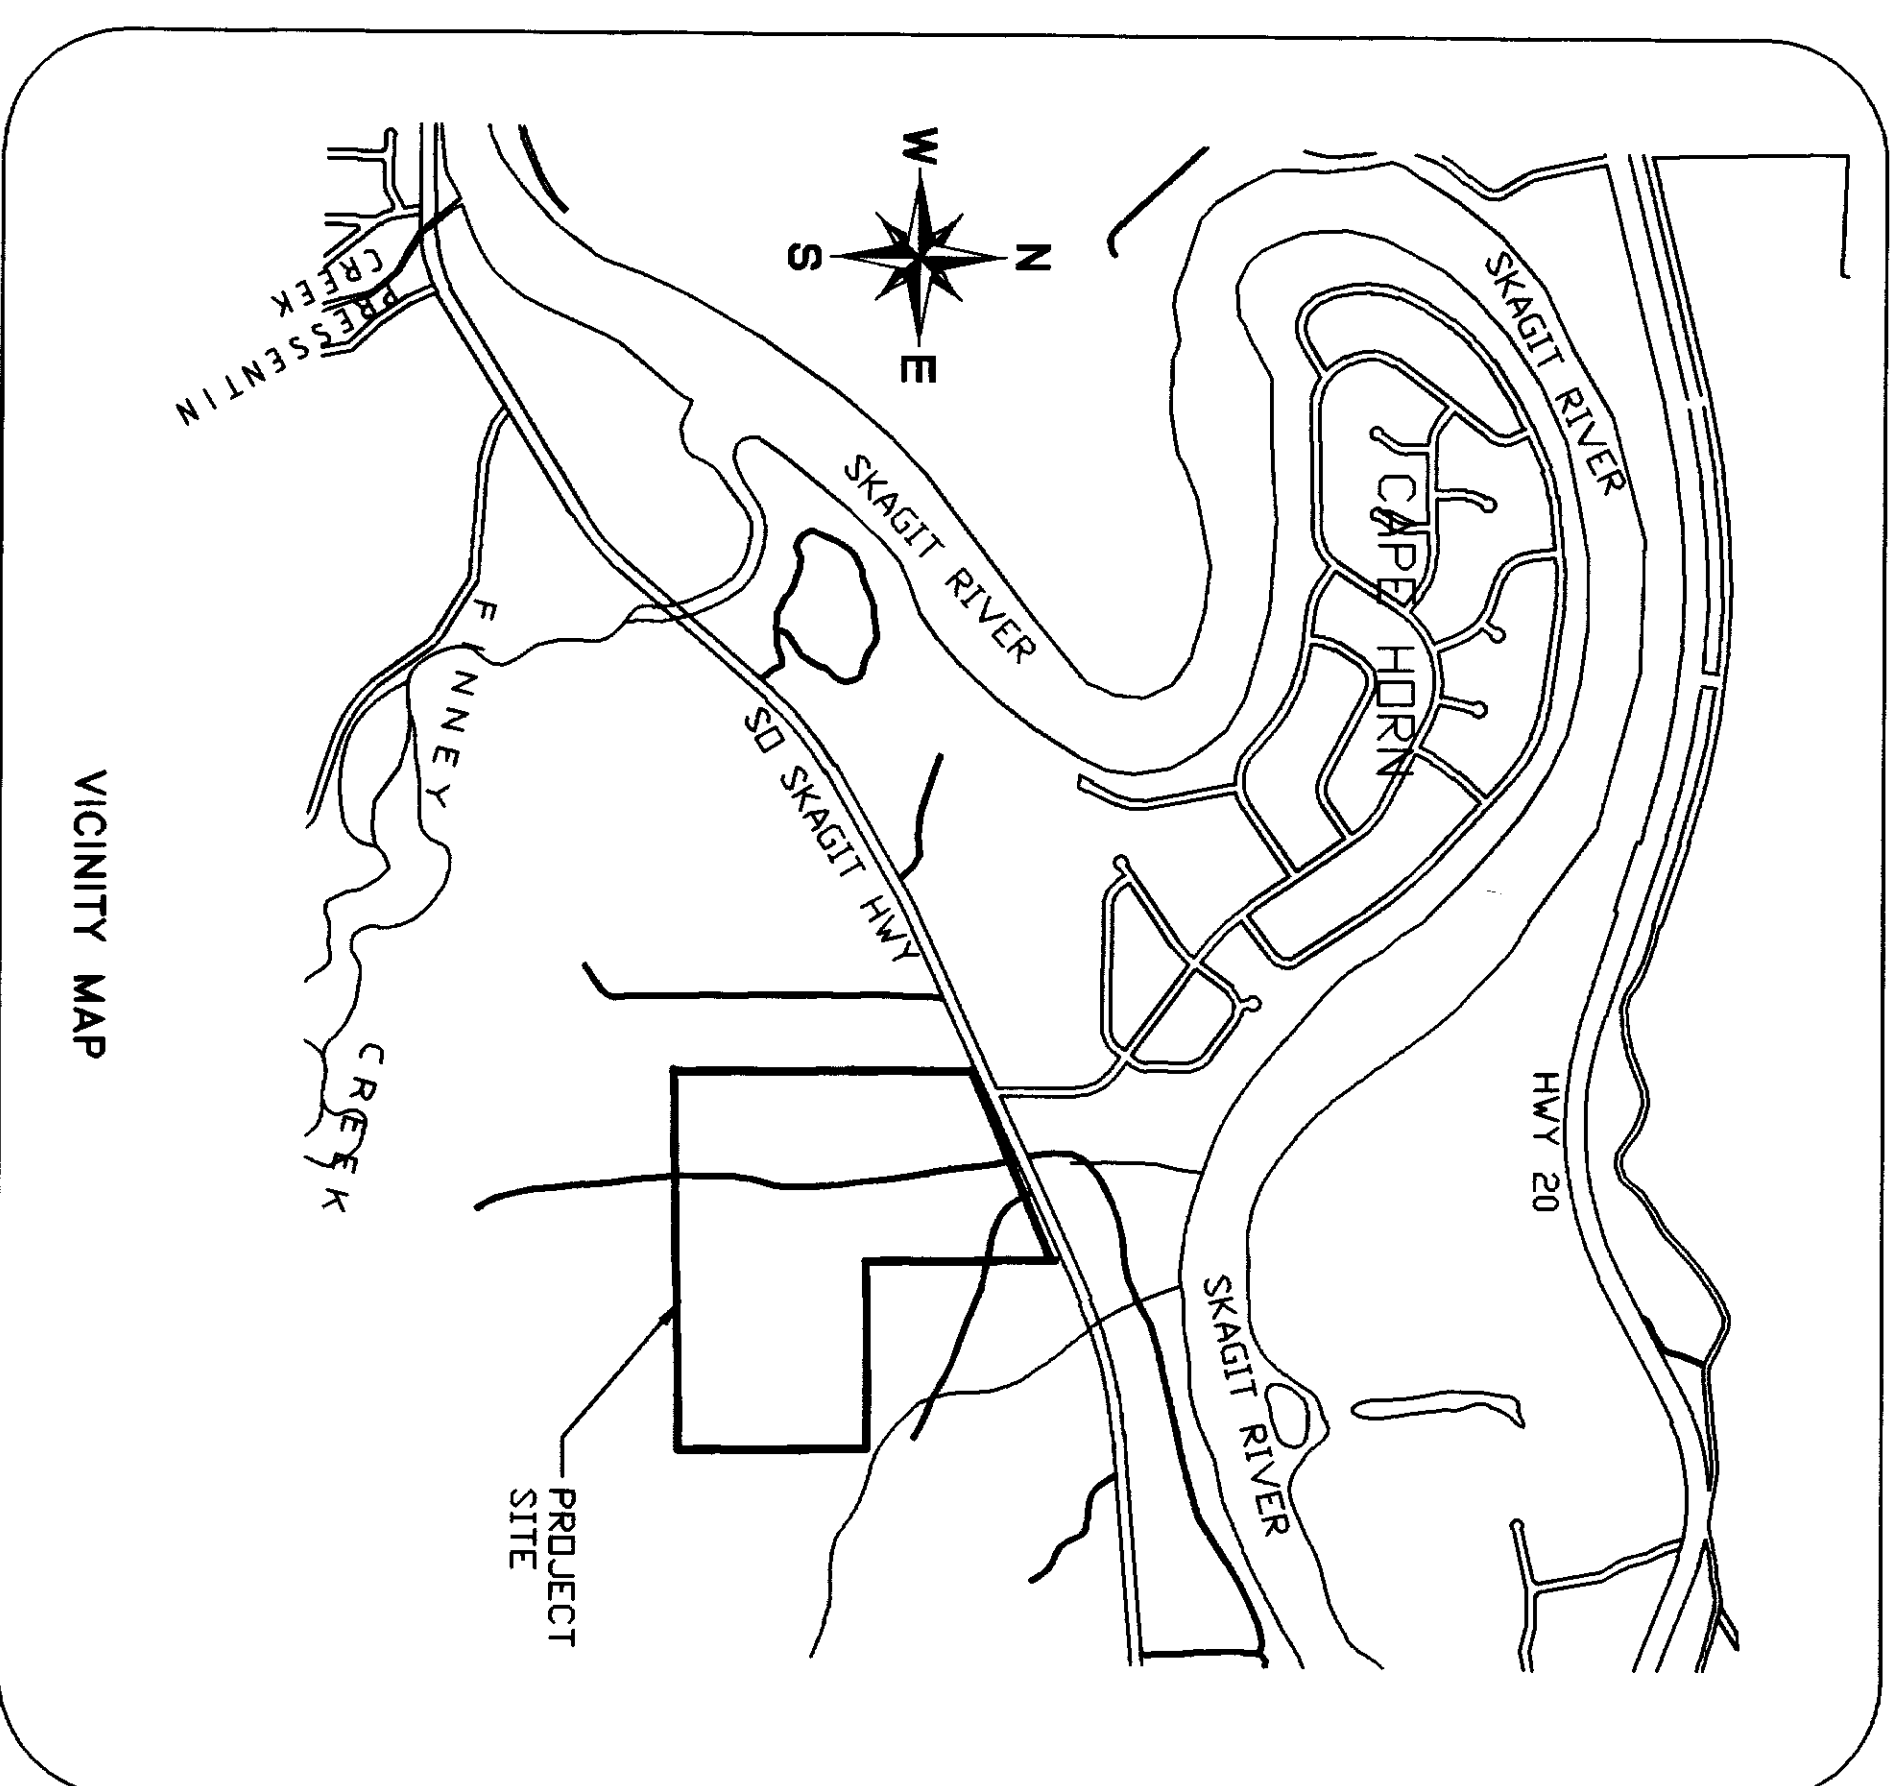 HWY 20
SKAGIT RIVER
CAPE HORN
SKAGIT RIVER
N
W
E
S
SKAGIT RIVER
SO SKAGIT HWY
PRESSENTIN
CREEK
FINNEY
CREEK
PROJECT
SITE
VICINITY MAP